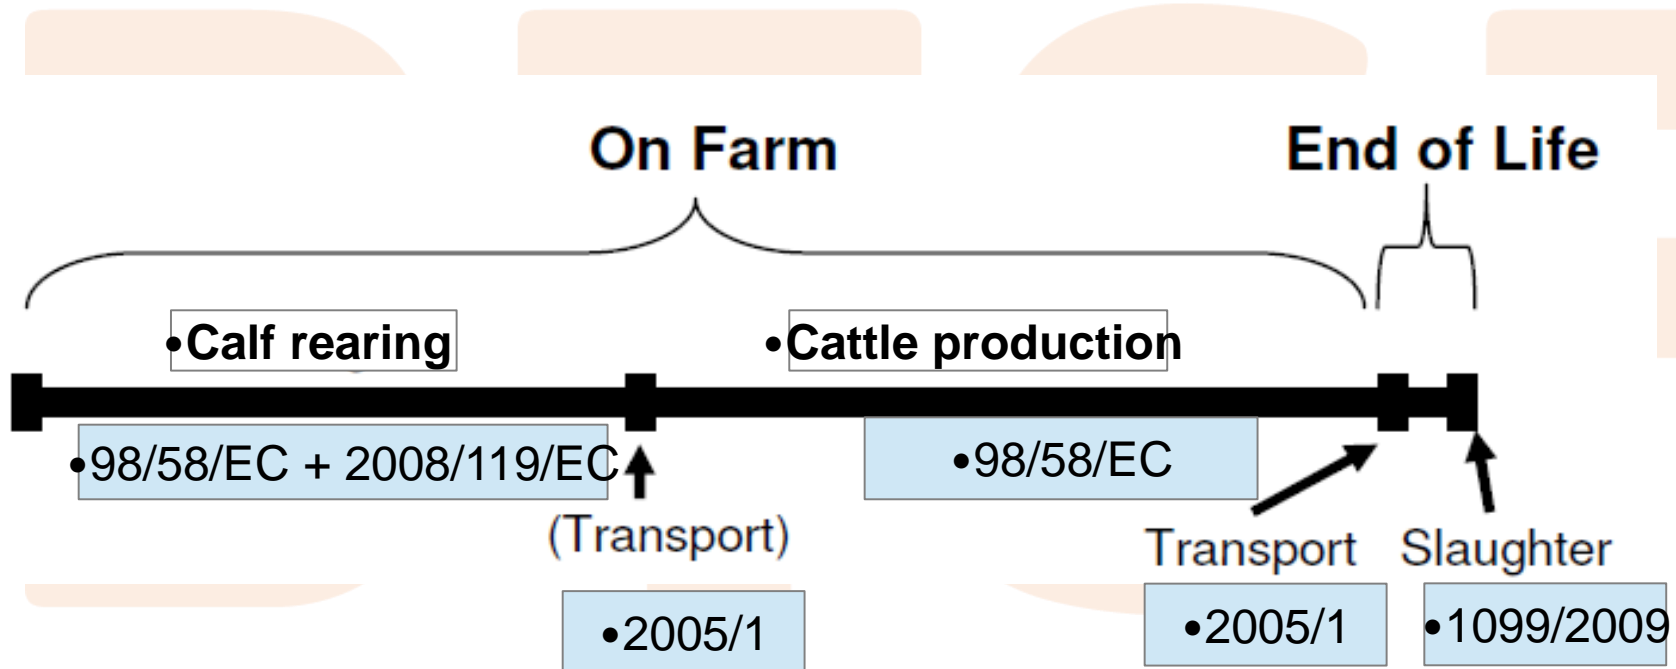 On Farm
End of Life
•Calf rearing
•Cattle production
•98/58/EC + 2008/119/EC
•98/58/EC
(Transport)
Transport
Slaughter
•2005/1
•2005/1
•1099/2009